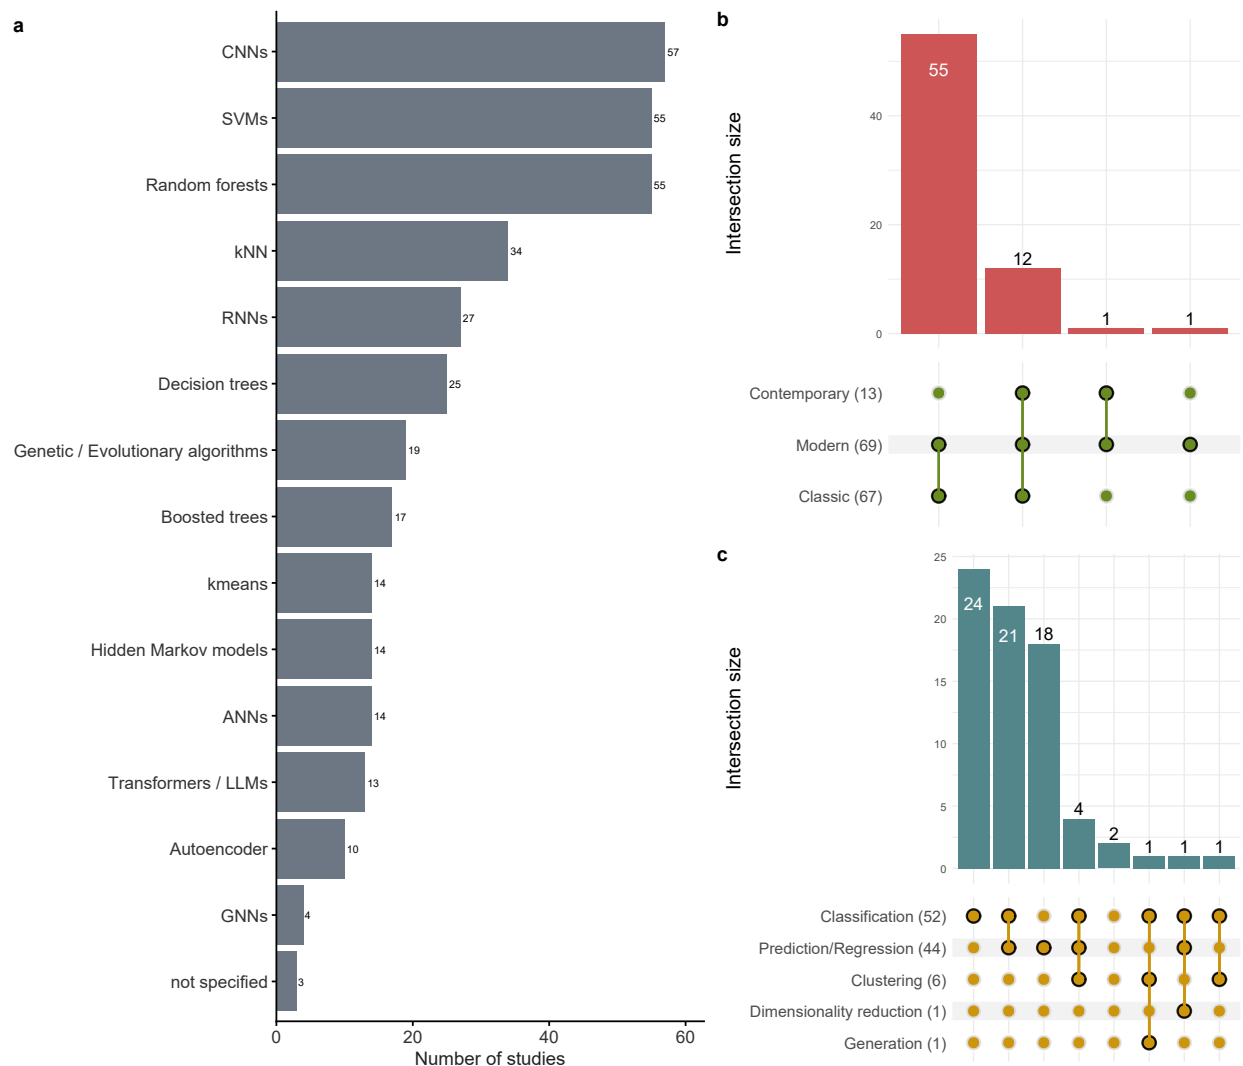 a
CNNs
57
SVMs
55
Random forests
55
kNN
34
RNNs
27
Decision trees
25
Genetic / Evolutionary algorithms
19
Boosted trees
17
kmeans
14
Hidden Markov models
14
ANNs
14
Transformers / LLMs
13
Autoencoder
10
GNNs
4
not specified
3
0 20 40 60
Number of studies
b
Intersection size
40
20
0
55
12
1
1
Contemporary (13)
Modern (69)
Classic (67)
c
Intersection size
25
20
15
10
5
0
24
21
18
4
2
1
1
1
Classification (52)
Prediction/Regression (44)
Clustering (6)
Dimensionality reduction (1)
Generation (1)